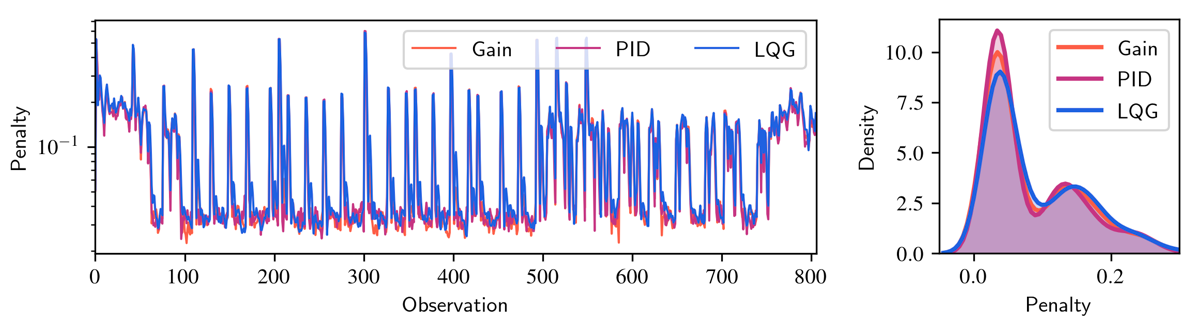 Gain PID LQG
Penalty
10⁻¹
0 100 200 300 400 500 600 700 800
Observation
Gain
PID
LQG
Density
10.0
7.5
5.0
2.5
0.0
0.0 0.2
Penalty